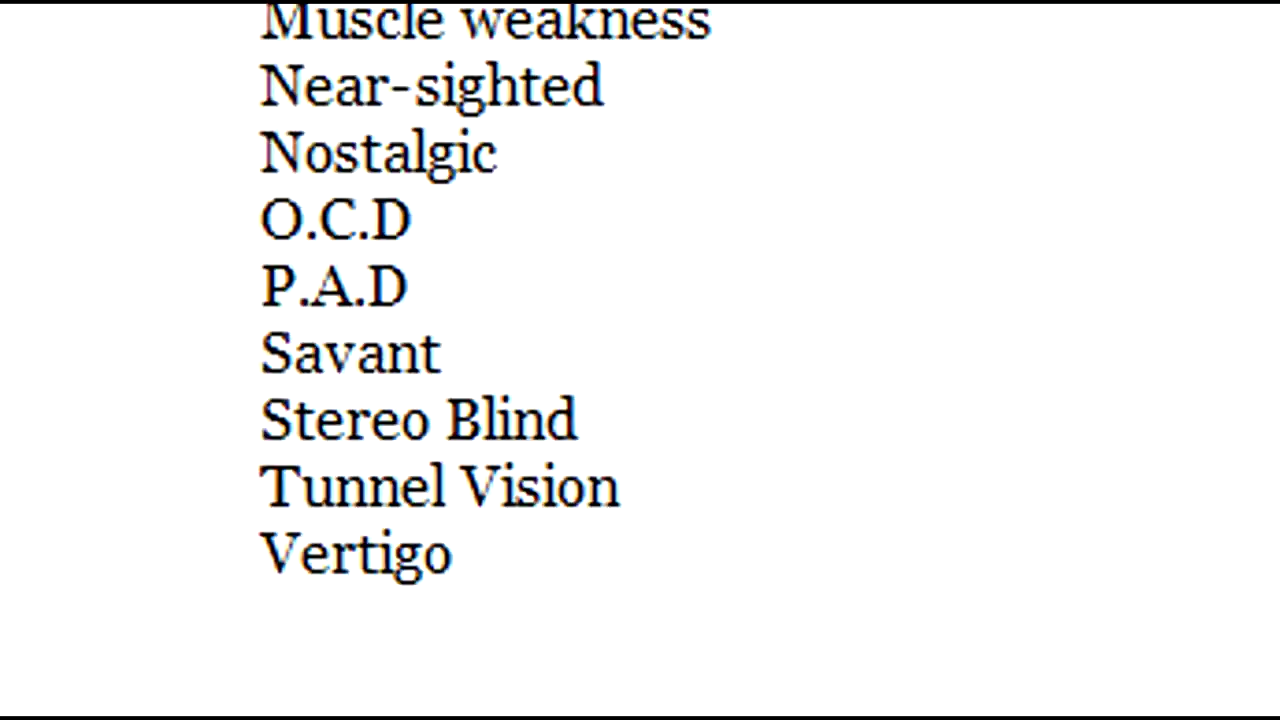 Muscle weakness
Near-sighted
Nostalgic
O.C.D
P.A.D
Savant
Stereo Blind
Tunnel Vision
Vertigo